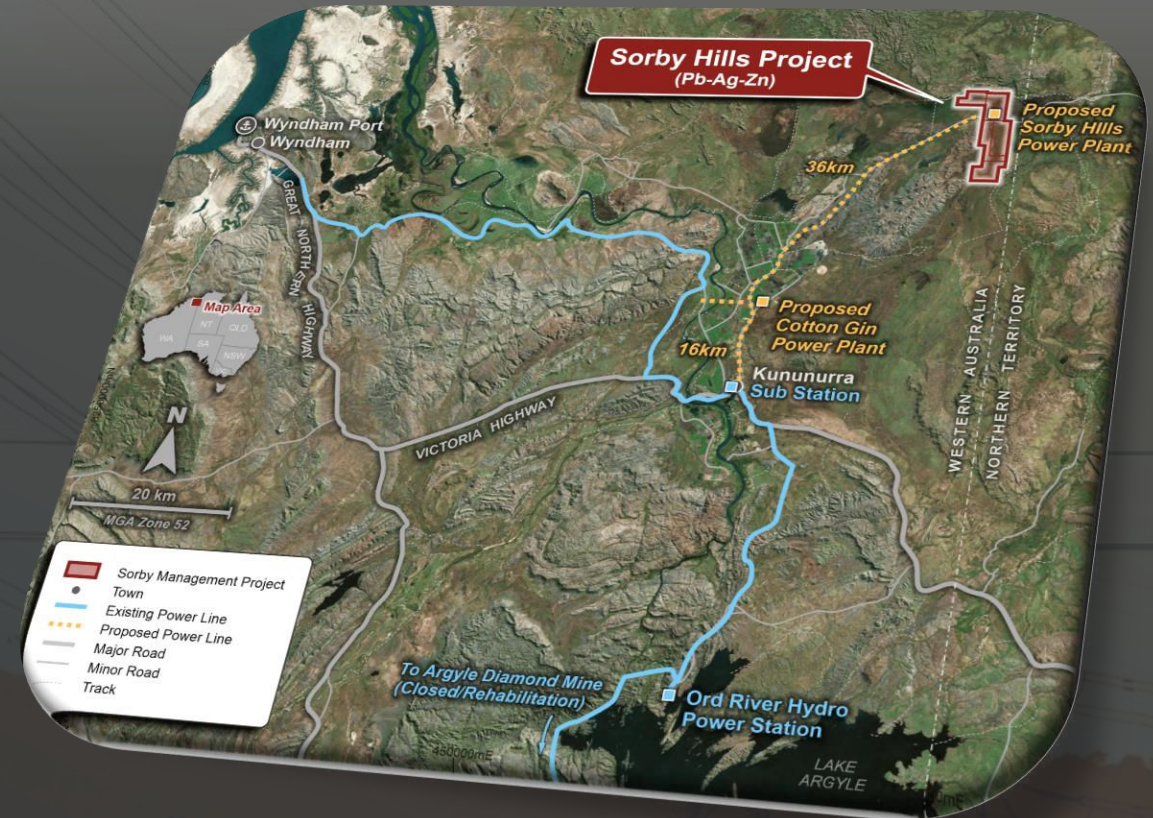 Sorby Hills Project
(Pb-Ag-Zn)
Proposed
Sorby Hills
Power Plant
Wyndham Port
Wyndham
36km
GREAT NORTHERN HIGHWAY
Map Area
WA
NT
QLD
SA
NSW
Proposed
Cotton Gin
Power Plant
16km
Kununurra
Sub Station
WESTERN AUSTRALIA
NORTHERN TERRITORY
VICTORIA HIGHWAY
N
20 km
MGA Zone 52
Sorby Management Project
Town
Existing Power Line
Proposed Power Line
Major Road
Minor Road
Track
To Argyle Diamond Mine
(Closed/Rehabilitation)
Ord River Hydro
Power Station
450000mE
LAKE
ARGYLE
mE